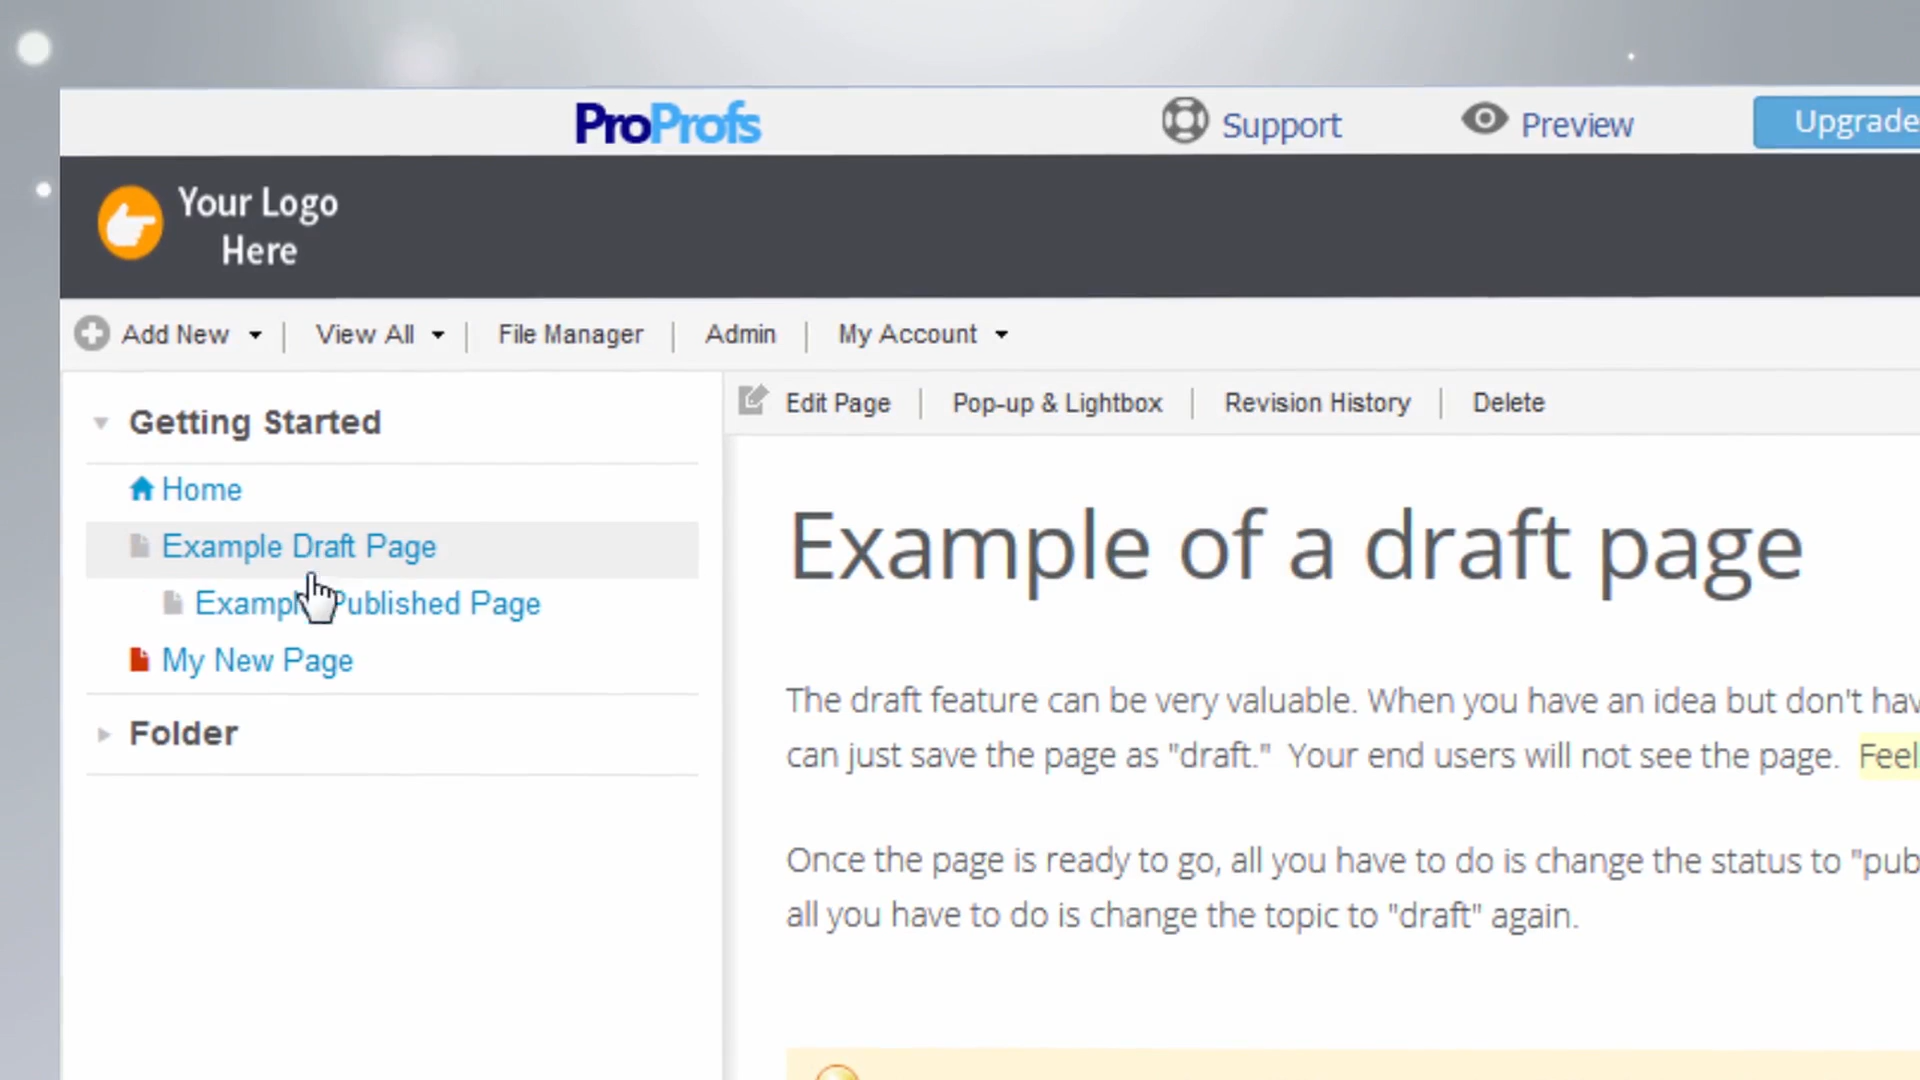 ProProfs
Support
Preview
Upgrade
Your Logo
Here
Add New
View All
File Manager
Admin
My Account
Getting Started
Home
Example Draft Page
Published Page
My New Page
Folder
Edit Page
Pop-up & Lightbox
Revision History
Delete
Example of a draft page
The draft feature can be very valuable. When you have an idea but don't
can just save the page as "draft." Your end users will not see the page. Feel
Once the page is ready to go, all you have to do is change the status to
all you have to do is change the topic to "draft" again.